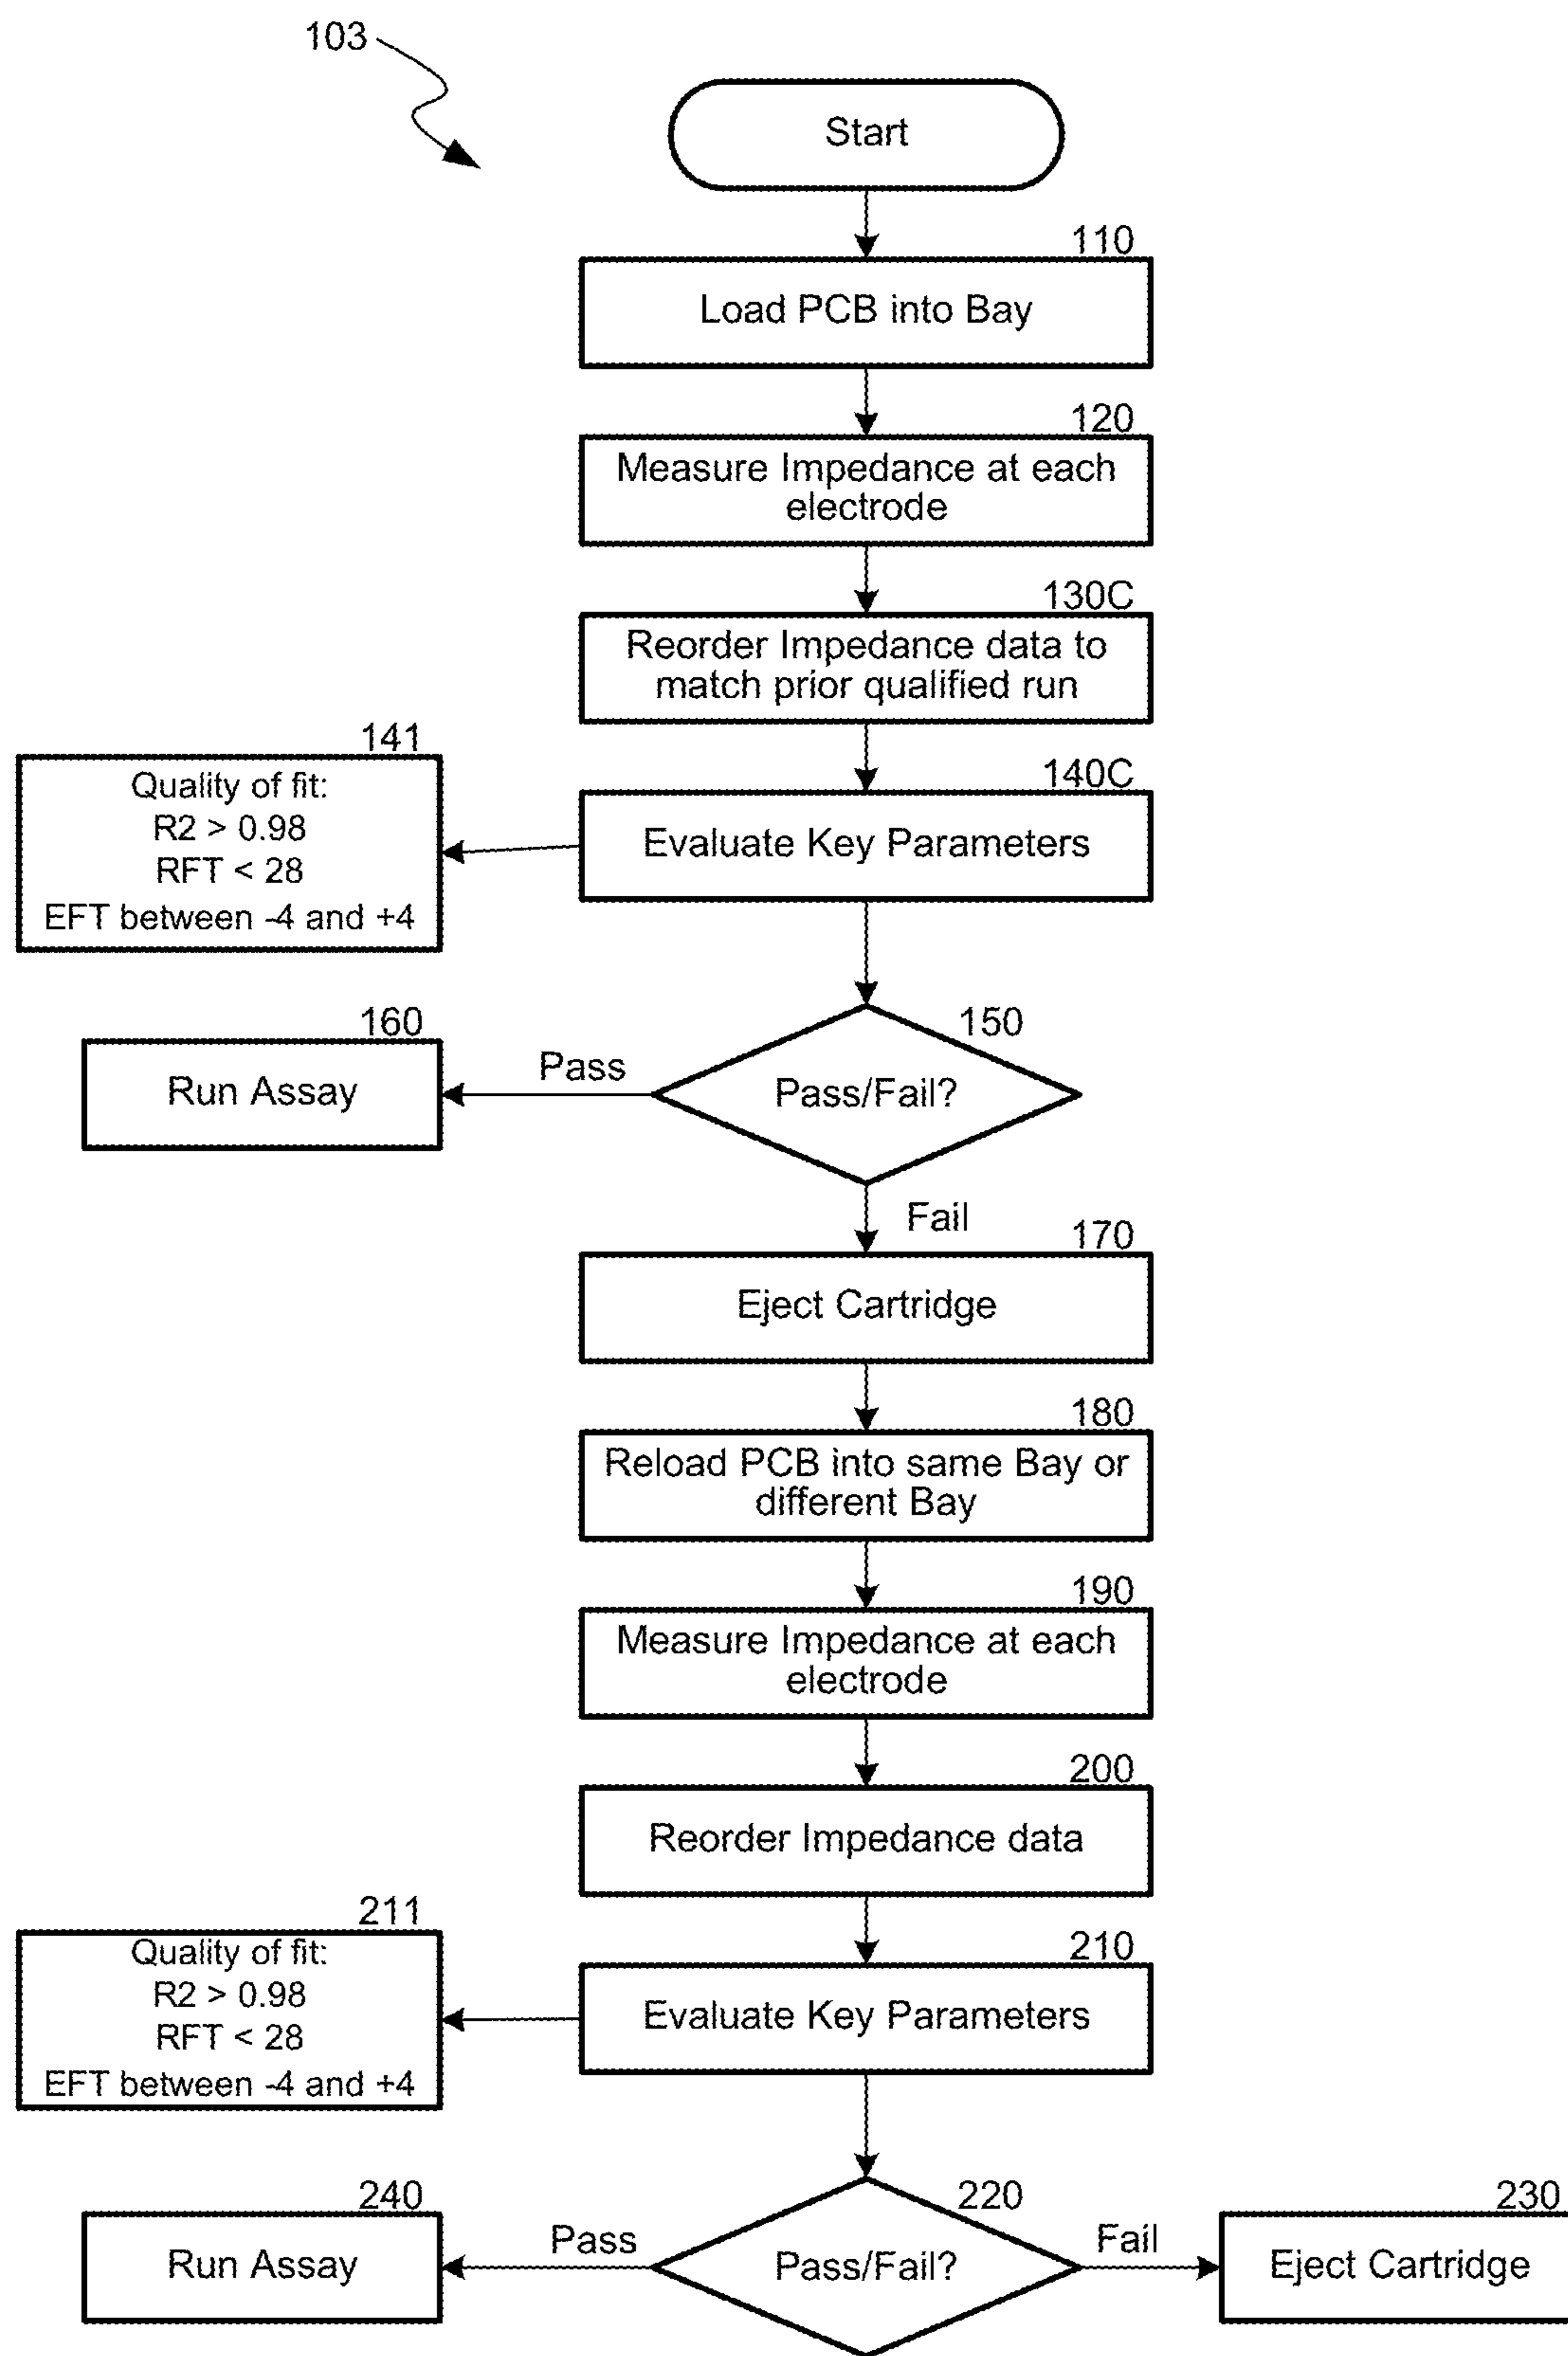 103
Start
110
Load PCB into Bay
120
Measure Impedance at each
electrode
130C
Reorder Impedance data to
match prior qualified run
141
Quality of fit:
R2 > 0.98
RFT < 28
EFT between -4 and +4
140C
Evaluate Key Parameters
160
Run Assay
Pass
150
Pass/Fail?
Fail
170
Eject Cartridge
180
Reload PCB into same Bay or
different Bay
190
Measure Impedance at each
electrode
200
Reorder Impedance data
211
Quality of fit:
R2 > 0.98
RFT < 28
EFT between -4 and +4
210
Evaluate Key Parameters
240
Run Assay
Pass
220
Pass/Fail?
Fail
230
Eject Cartridge